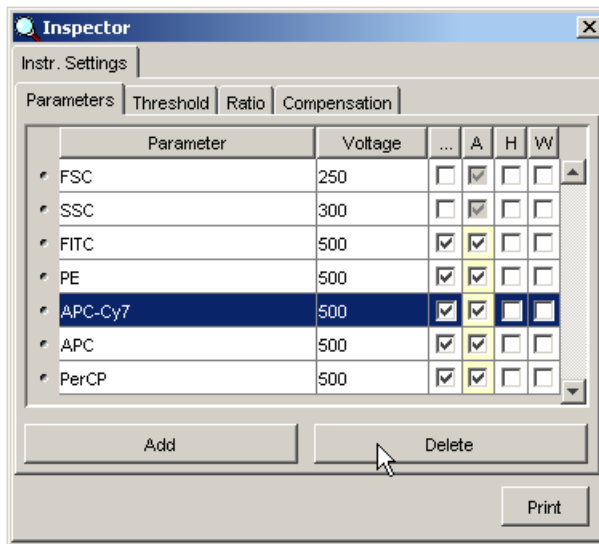 Inspector
Instr. Settings
Parameters Threshold Ratio Compensation
Parameter Voltage ... A H W
FSC 250
SSC 300
FITC 500
PE 500
APC-Cy7 500
APC 500
PerCP 500
Add Delete
Print